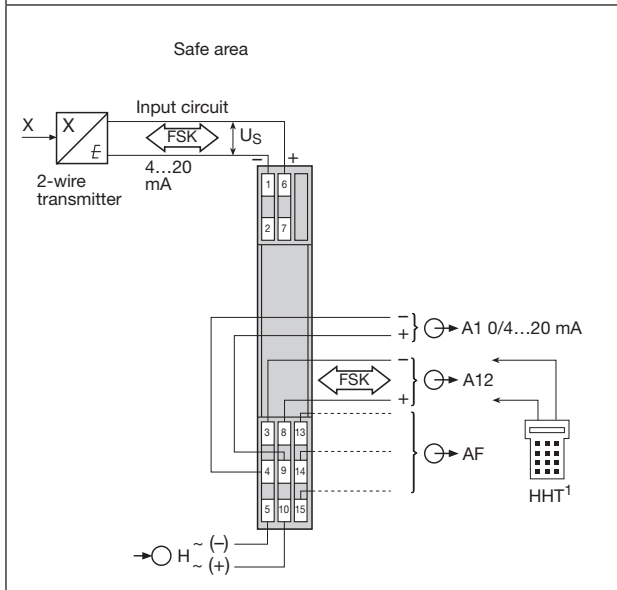 Safe area
Input circuit
X
X
E
FSK
US
2-wire
transmitter
4...20
mA
– +
1 6
2 7
–
+
A1 0/4...20 mA
FSK
–
+
A12
3 8 13
4 9 14
5 10 15
AF
HHT1
H
~ (–)
~ (+)